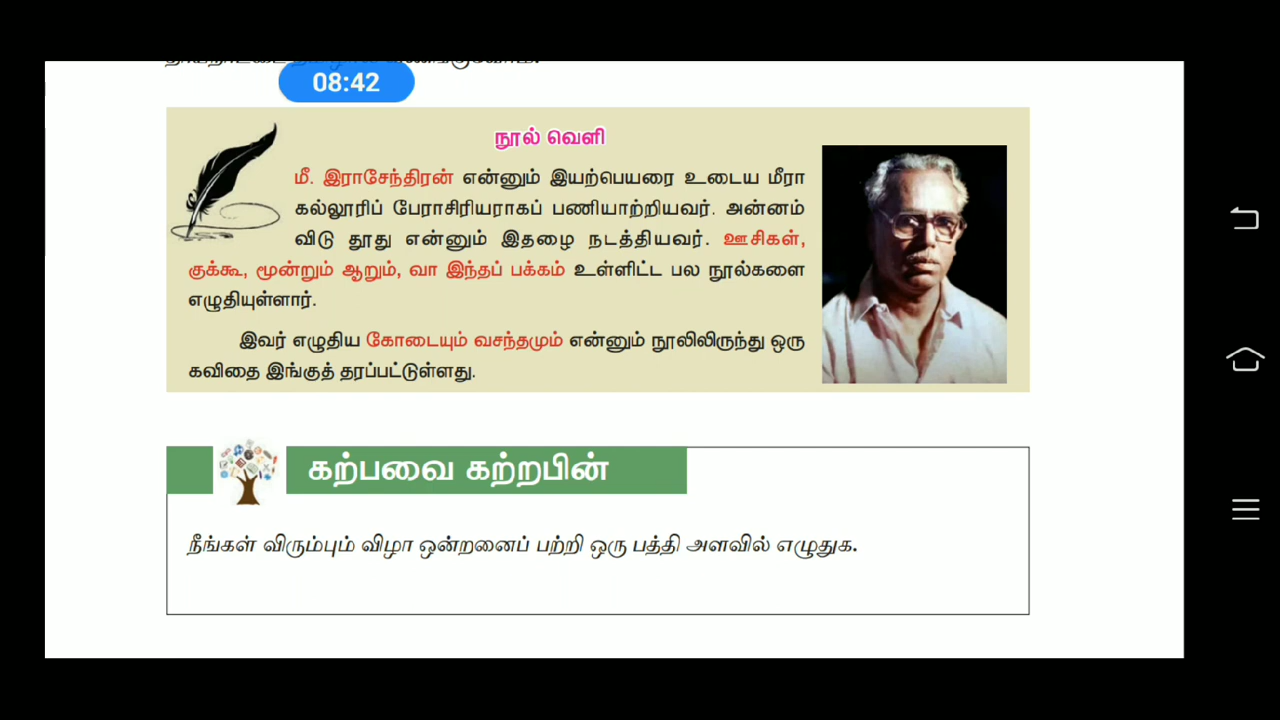 08:42
நூல் வெளி
மீ. இராசேந்திரன் என்னும் இயற்பெயரை உடைய மீரா
கல்லூரிப் பேராசிரியராகப் பணியாற்றியவர். அன்னம்
விடு தூது என்னும் இதழை நடத்தியவர். ஊசிகள்,
குக்கூ, மூன்றும் ஆறும், வா இந்தப் பக்கம் உள்ளிட்ட பல நூல்களை
எழுதியுள்ளார்.
இவர் எழுதிய கோடையும் வசந்தமும் என்னும் நூலிலிருந்து ஒரு
கவிதை இங்குத் தரப்பட்டுள்ளது.
கற்பவை கற்றபின்
நீங்கள் விரும்பும் விழா ஒன்றனைப் பற்றி ஒரு பத்தி அளவில் எழுதுக.